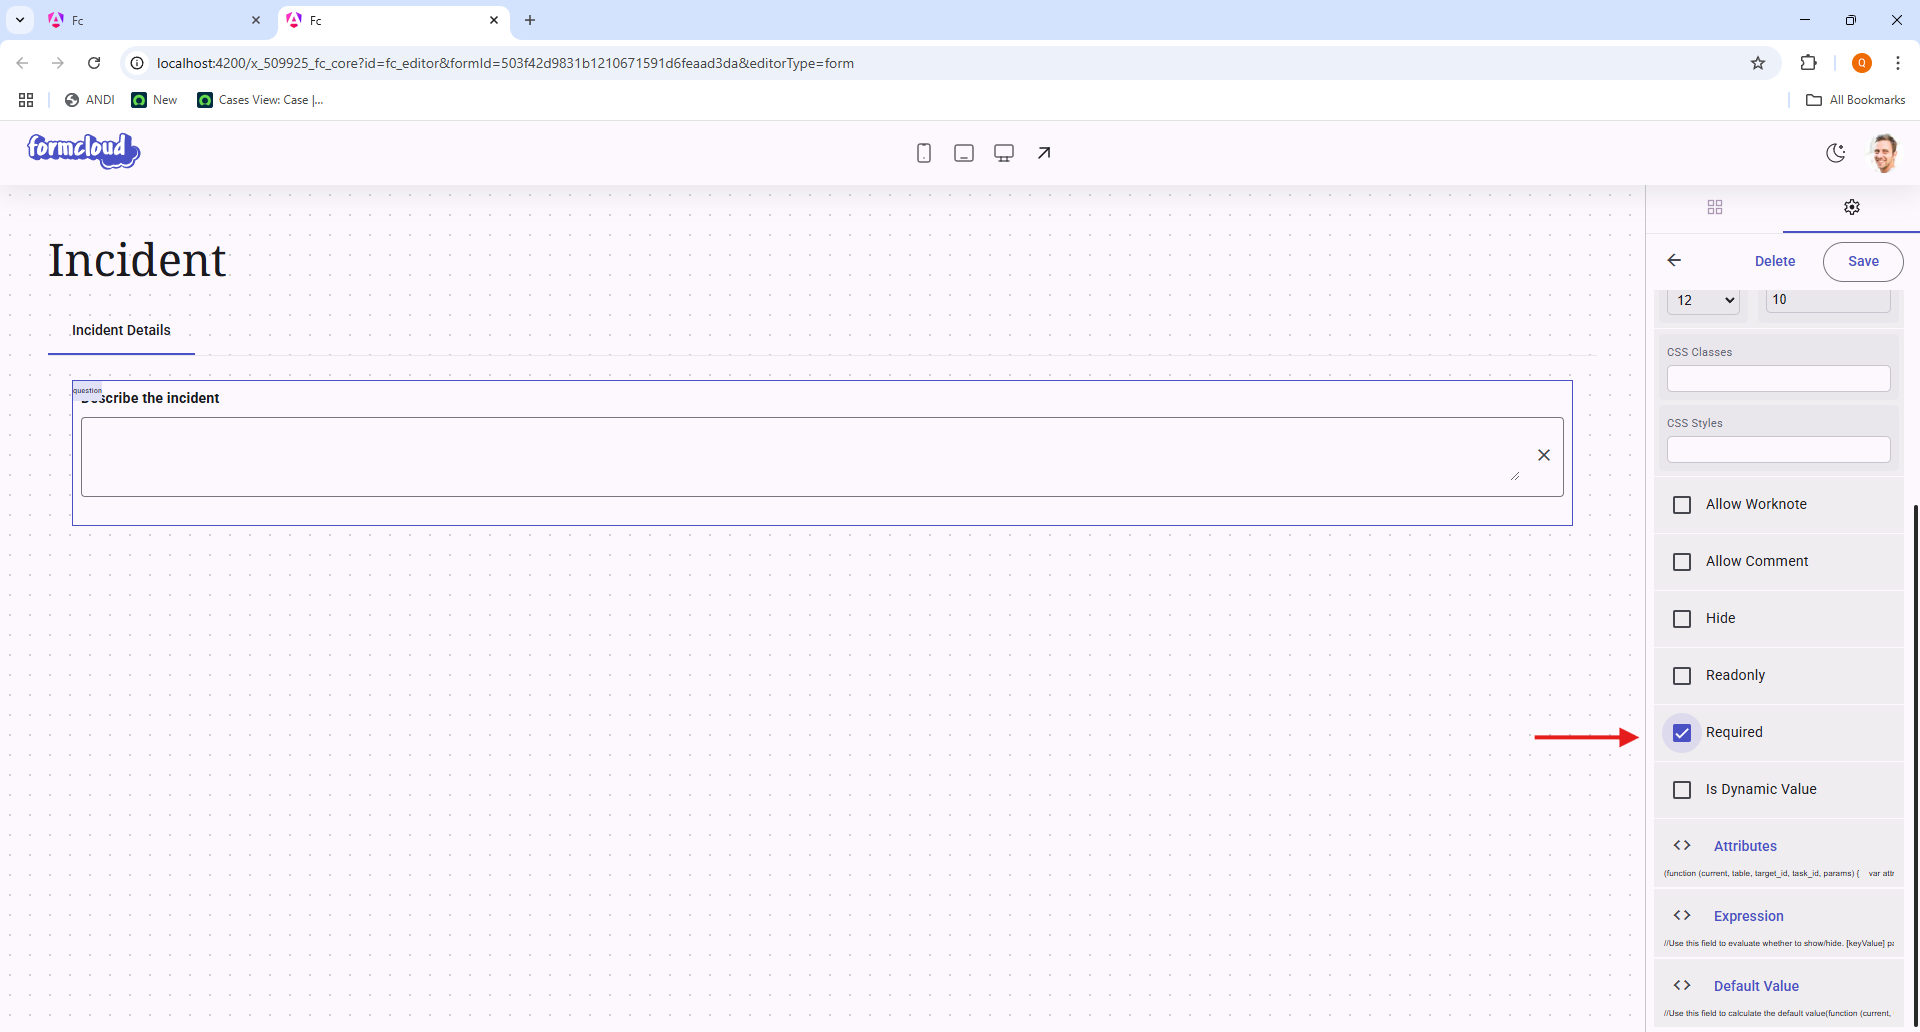 Fc
Fc
localhost:4200/x_509925_fc_core?id=fc_editor&formId=503f42d9831b1210671591d6feaad3da&editorType=form
Q
ANDI
New
Cases View: Case |...
All Bookmarks
formcloud
Incident
Delete
Save
12
10
Incident Details
CSS Classes
question
scribe the incident
CSS Styles
Allow Worknote
Allow Comment
Hide
Readonly
Required
Is Dynamic Value
<> Attributes
(function (current, table, target_id, task_id, params) { var attr
<> Expression
//Use this field to evaluate whether to show/hide. [keyValue] pa
<> Default Value
//Use this field to calculate the default value(function (current,